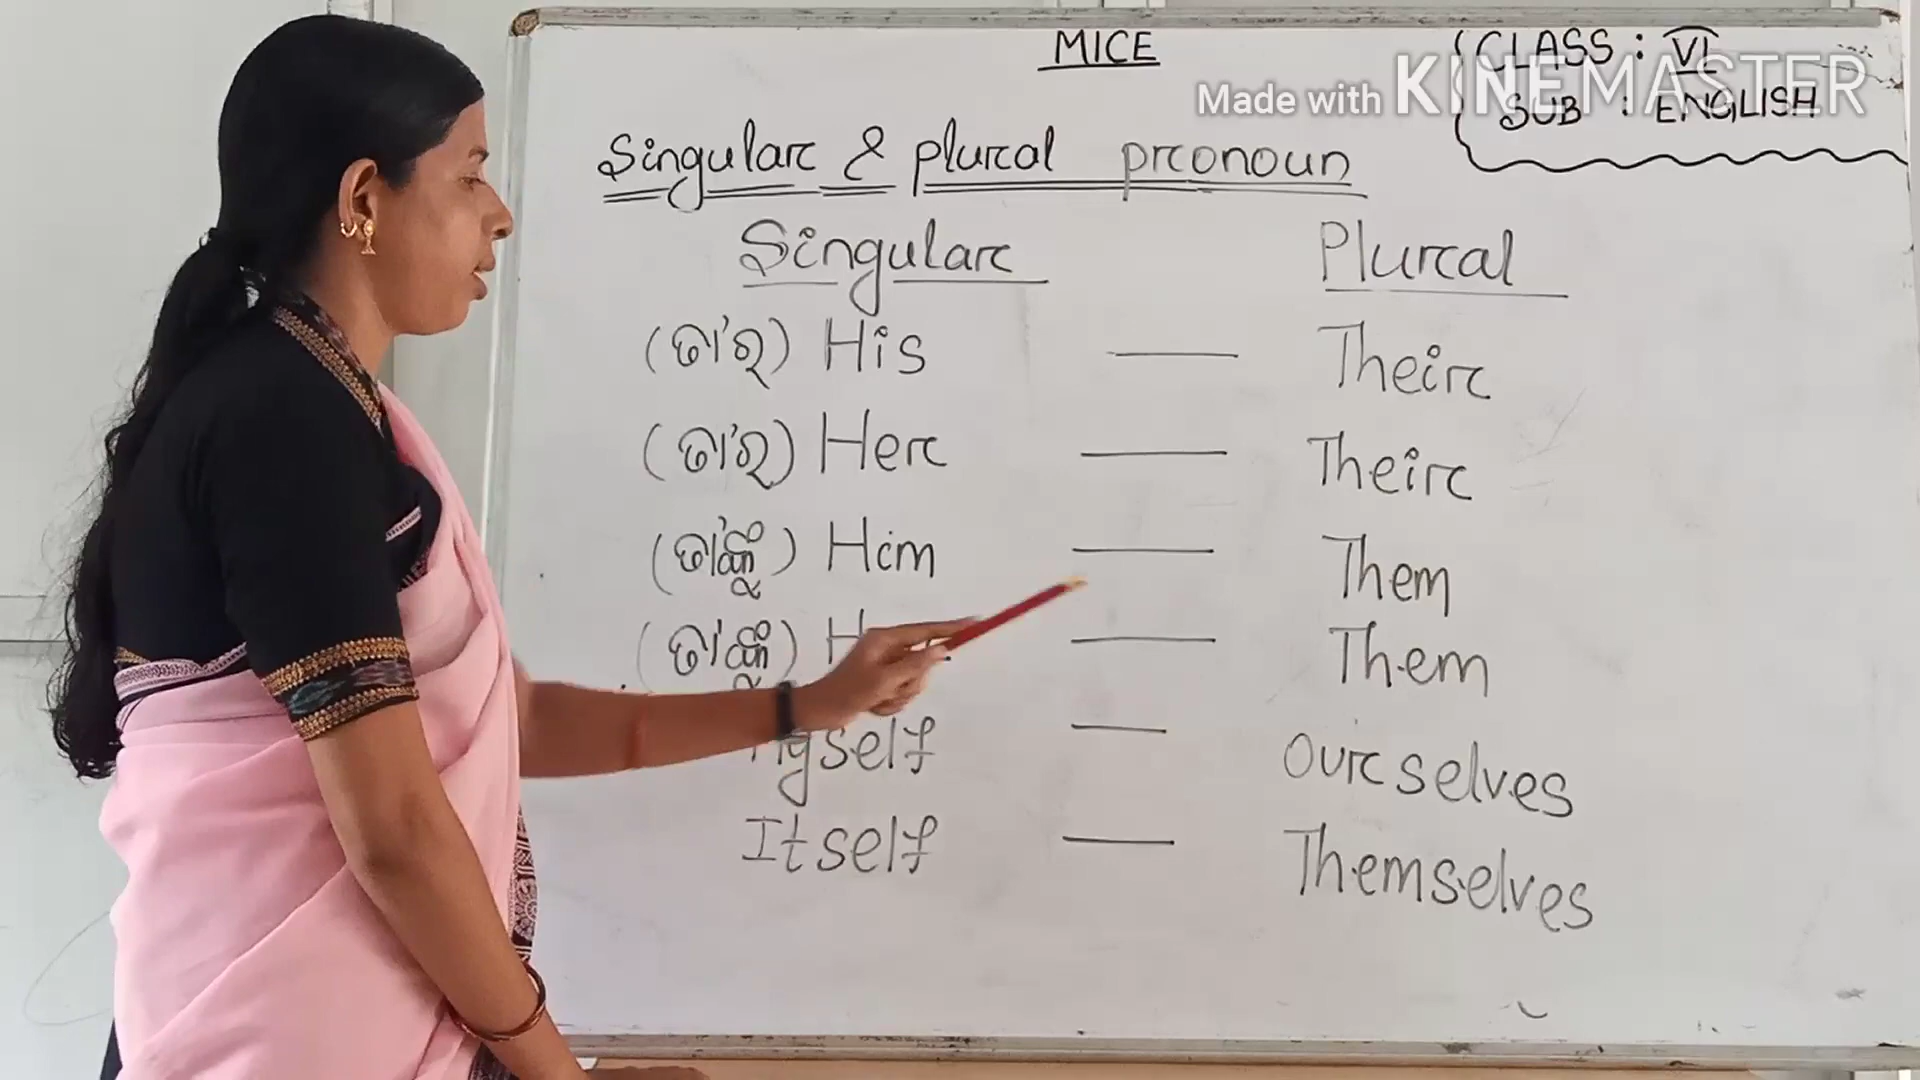 MICE
CLASS : VI
SUB : ENGLISH
Made with KINEMASTER
Singular & plural pronoun
Singular Plural
(ତା'ର) His — Their
(ତା'ର) Her — Their
(ତାଙ୍କୁ) Him — Them
(ତାଙ୍କୁ) — Them
Myself — Ourselves
Itself — Themselves